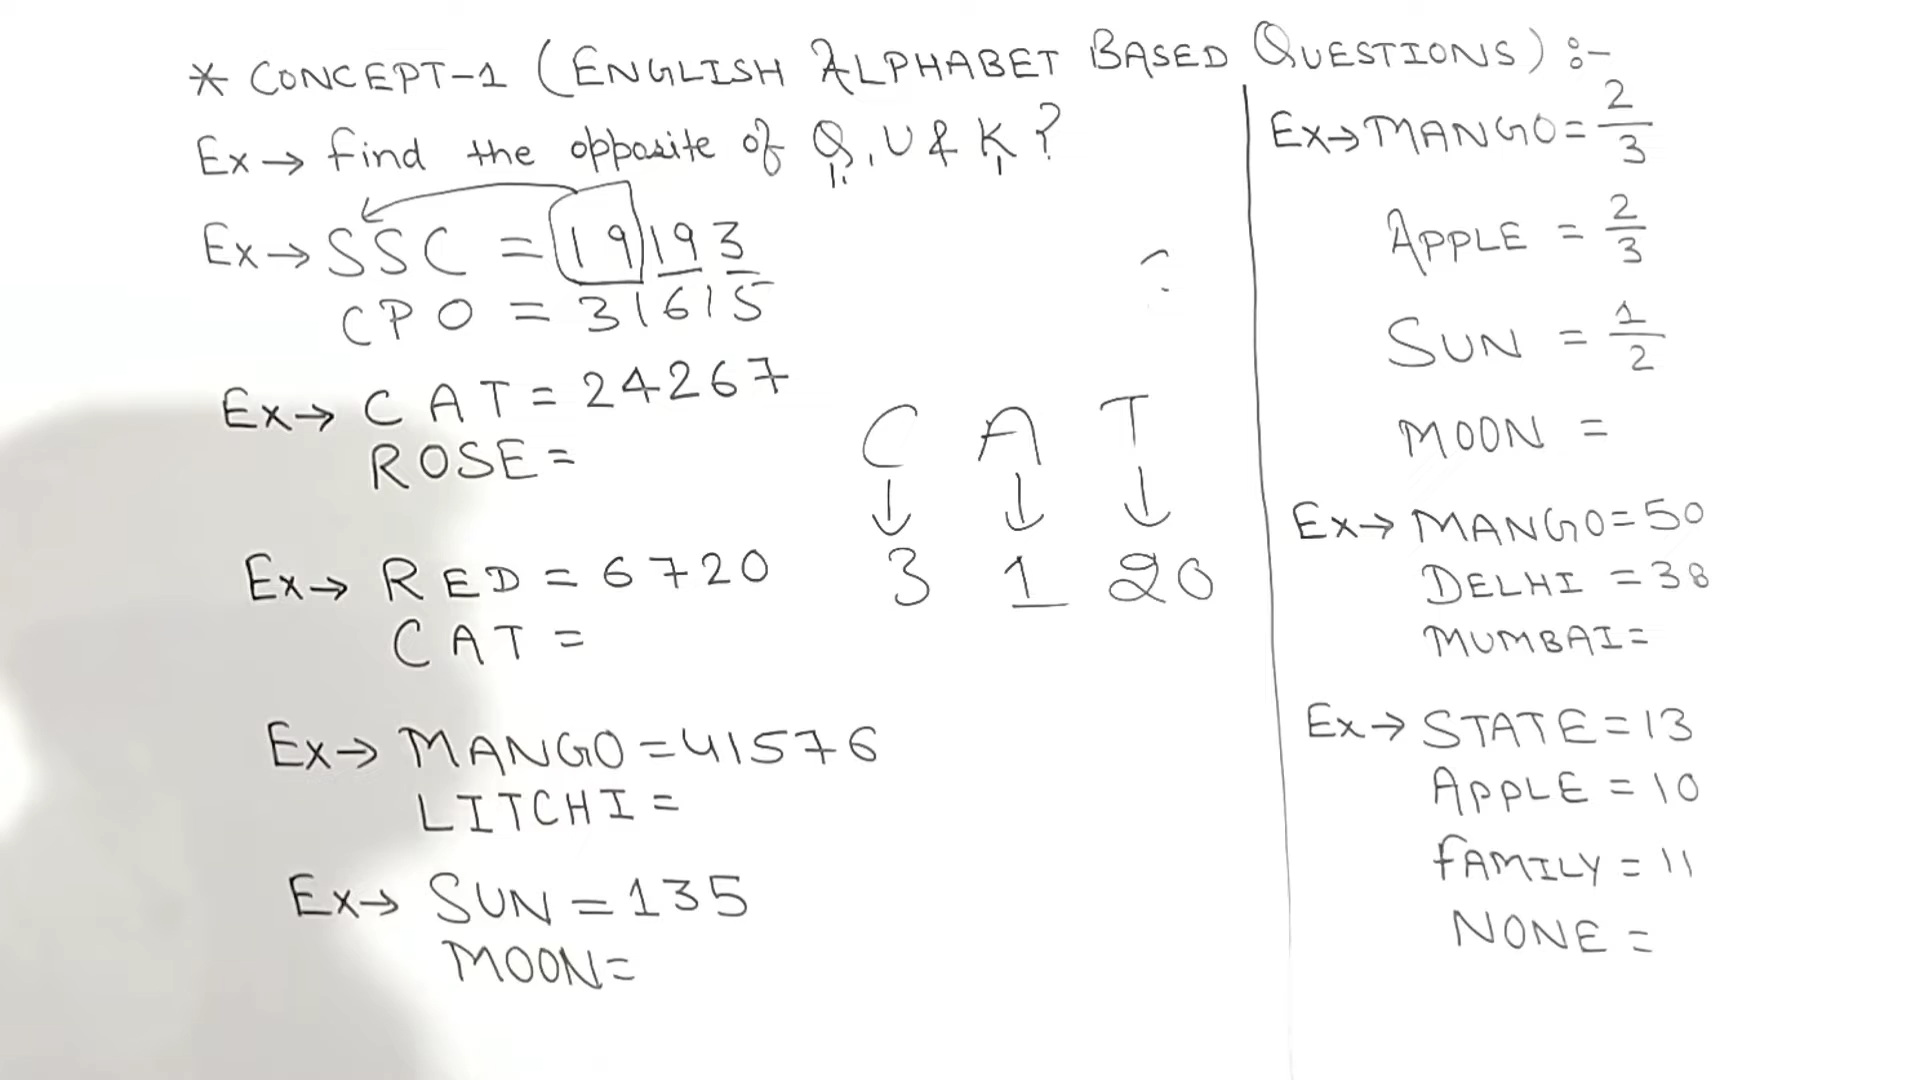 * CONCEPT-1 (ENGLISH ALPHABET BASED QUESTIONS) :-
Ex→ find the opposite of Q, U & K?
Ex→ SSC = 19193
CPO = 31615
Ex→ CAT = 24267
ROSE =
Ex→ RED = 6720
CAT =
Ex→ MANGO = 41576
LITCHI =
Ex→ SUN = 135
MOON =
C A T
↓ ↓ ↓
3 1 20
Ex→ MANGO = 2/3
APPLE = 2/3
SUN = 1/2
MOON =
Ex→ MANGO = 50
DELHI = 38
MUMBAI =
Ex→ STATE = 13
APPLE = 10
fAMILY = 11
NONE =